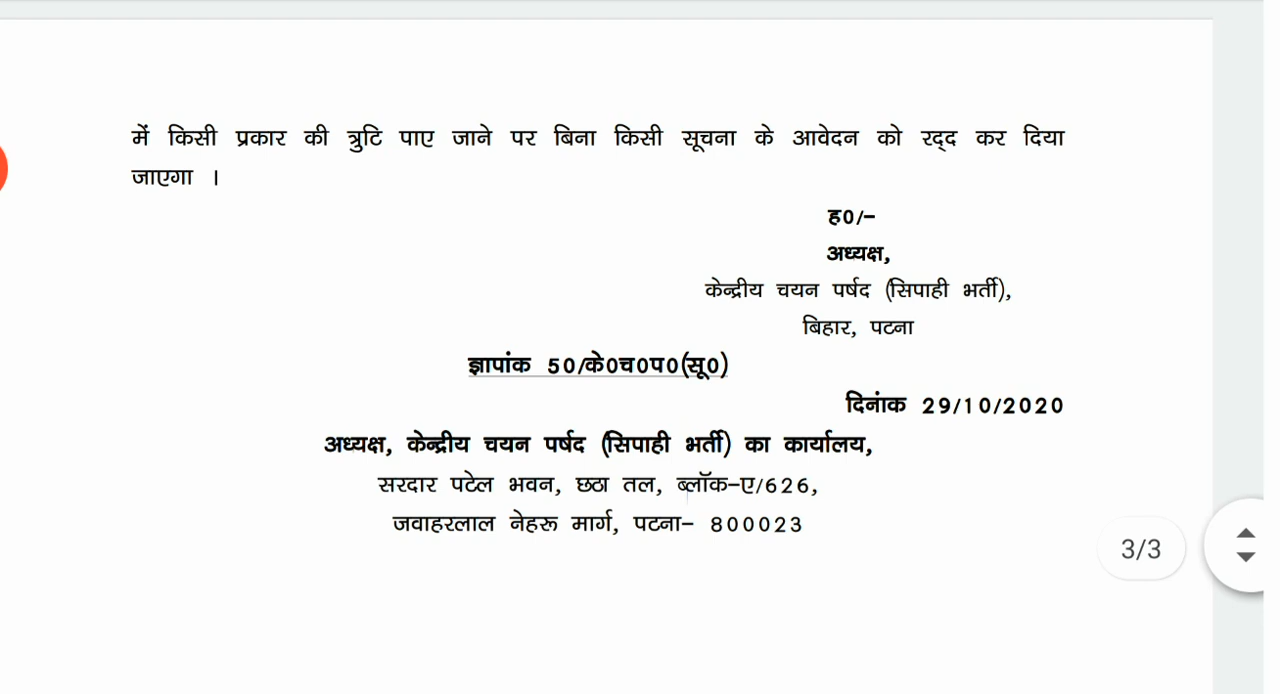 में किसी प्रकार की त्रुटि पाए जाने पर बिना किसी सूचना के आवेदन को रद्द कर दिया
जाएगा ।
ह0/-
अध्यक्ष,
केन्द्रीय चयन पर्षद (सिपाही भर्ती),
बिहार, पटना
ज्ञापांक 50/के0च0प0(सू0)
दिनांक 29/10/2020
अध्यक्ष, केन्द्रीय चयन पर्षद (सिपाही भर्ती) का कार्यालय,
सरदार पटेल भवन, छठा तल, ब्लॉक-ए/626,
जवाहरलाल नेहरू मार्ग, पटना- 800023
3/3